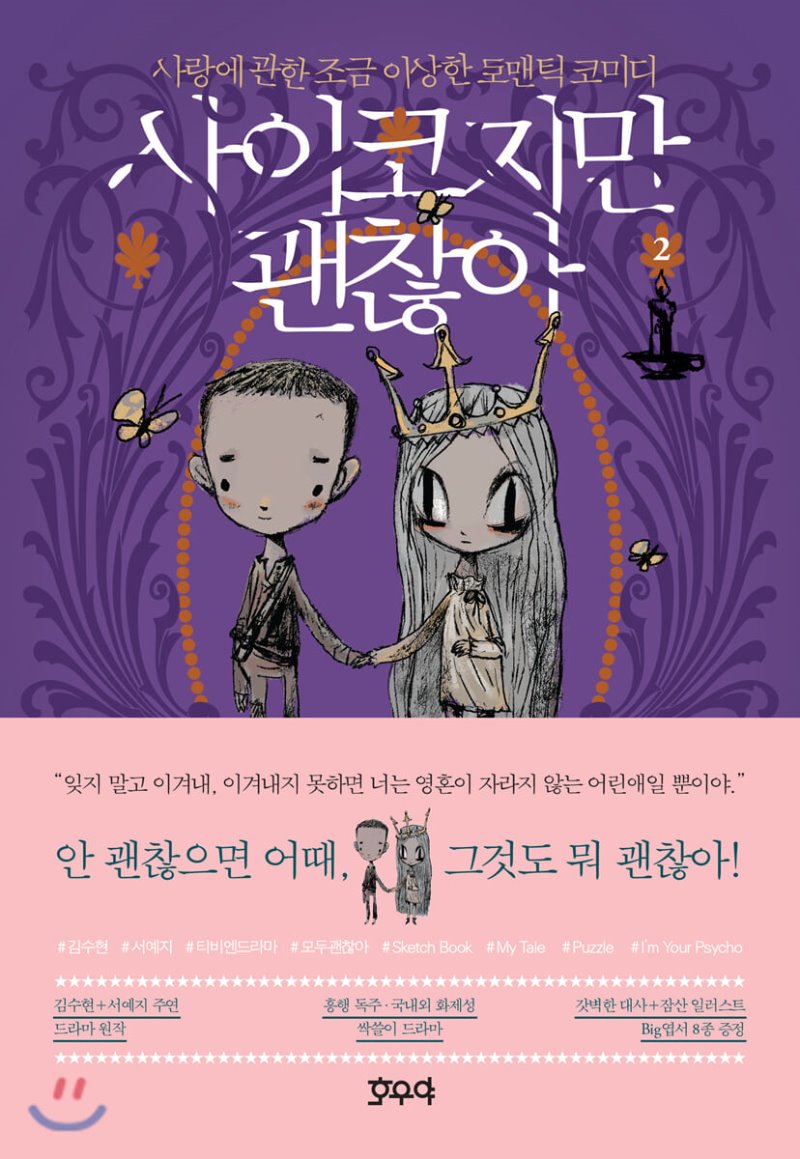 사랑에 관한 조금 이상한 로맨틱 코미디
사이코지만
괜찮아
2
“잊지 말고 이겨내, 이겨내지 못하면 너는 영혼이 자라지 않는 어린애일 뿐이야.”
안 괜찮으면 어때, 그것도 뭐 괜찮아!
#김수현 #서예지 #티비엔드라마 #모두괜찮아 #Sketch Book #My Tale #Puzzle #I'm Your Psycho
김수현+서예지 주연
드라마 원작
흥행 독주·국내외 화제성
싹쓸이 드라마
갓벽한 대사+잠산 일러스트
Big엽서 8종 증정
호우야